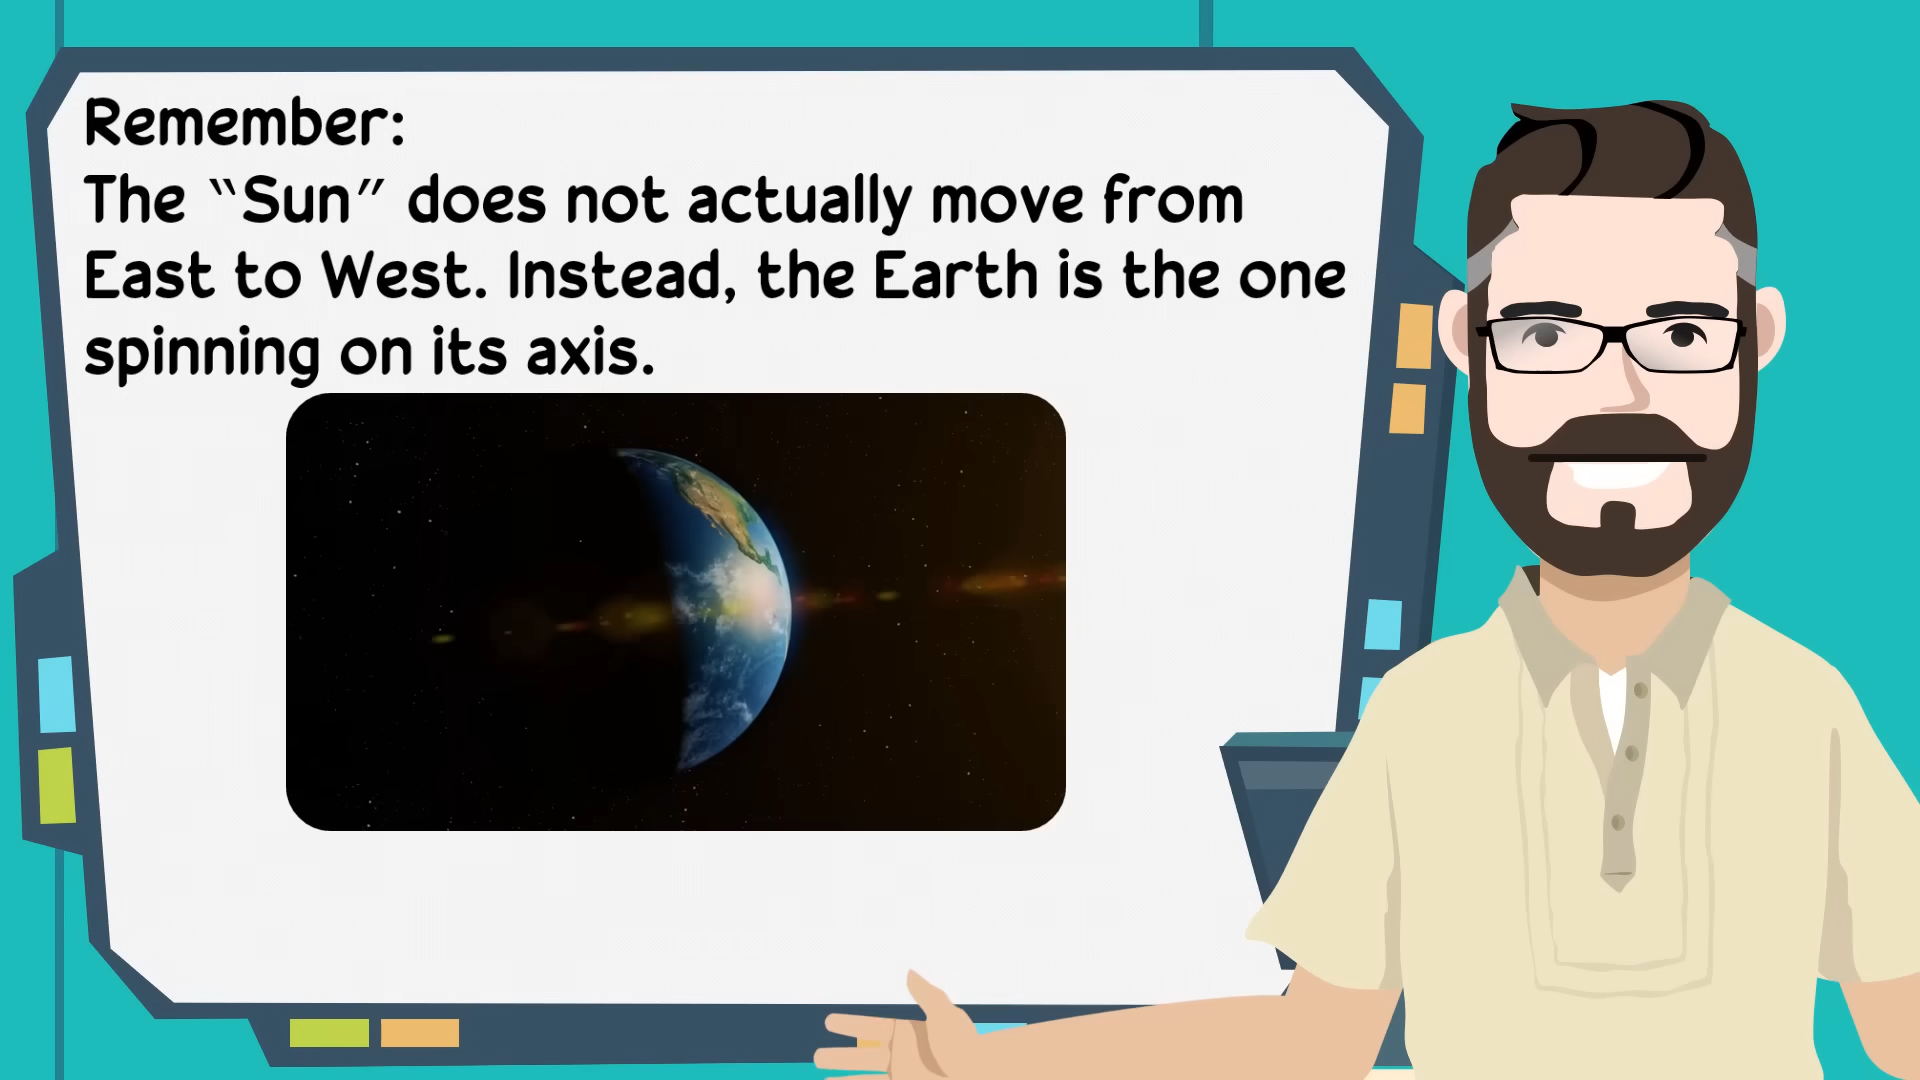 Remember:
The “Sun” does not actually move from
East to West. Instead, the Earth is the one
spinning on its axis.